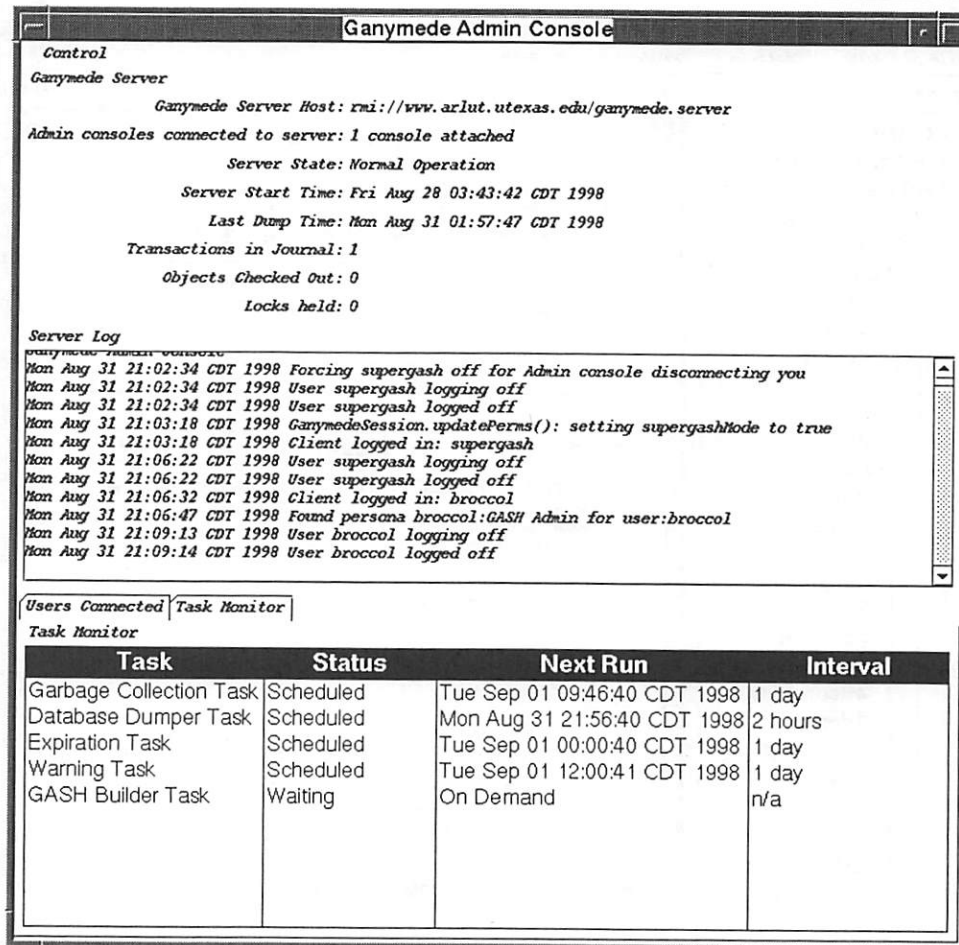 Ganymede Admin Console
Control
Ganymede Server
Ganymede Server Host: rmi://www.arlut.utexas.edu/ganymede.server
Admin consoles connected to server: 1 console attached
Server State: Normal Operation
Server Start Time: Fri Aug 28 03:43:42 CDT 1998
Last Dump Time: Mon Aug 31 01:57:47 CDT 1998
Transactions in Journal: 1
Objects Checked Out: 0
Locks held: 0
Server Log
Ganymede Admin Console
Mon Aug 31 21:02:34 CDT 1998 Forcing supergash off for Admin console disconnecting you
Mon Aug 31 21:02:34 CDT 1998 User supergash logging off
Mon Aug 31 21:02:34 CDT 1998 User supergash logged off
Mon Aug 31 21:03:18 CDT 1998 GanymedeSession.updatePerms(): setting supergashMode to true
Mon Aug 31 21:03:18 CDT 1998 Client logged in: supergash
Mon Aug 31 21:06:22 CDT 1998 User supergash logging off
Mon Aug 31 21:06:22 CDT 1998 User supergash logged off
Mon Aug 31 21:06:32 CDT 1998 Client logged in: broccol
Mon Aug 31 21:06:47 CDT 1998 Found persona broccol:GASH Admin for user:broccol
Mon Aug 31 21:09:13 CDT 1998 User broccol logging off
Mon Aug 31 21:09:14 CDT 1998 User broccol logged off
Users Connected Task Monitor
Task Monitor
Task Status Next Run Interval
Garbage Collection Task Scheduled Tue Sep 01 09:46:40 CDT 1998 1 day
Database Dumper Task Scheduled Mon Aug 31 21:56:40 CDT 1998 2 hours
Expiration Task Scheduled Tue Sep 01 00:00:40 CDT 1998 1 day
Warning Task Scheduled Tue Sep 01 12:00:41 CDT 1998 1 day
GASH Builder Task Waiting On Demand n/a